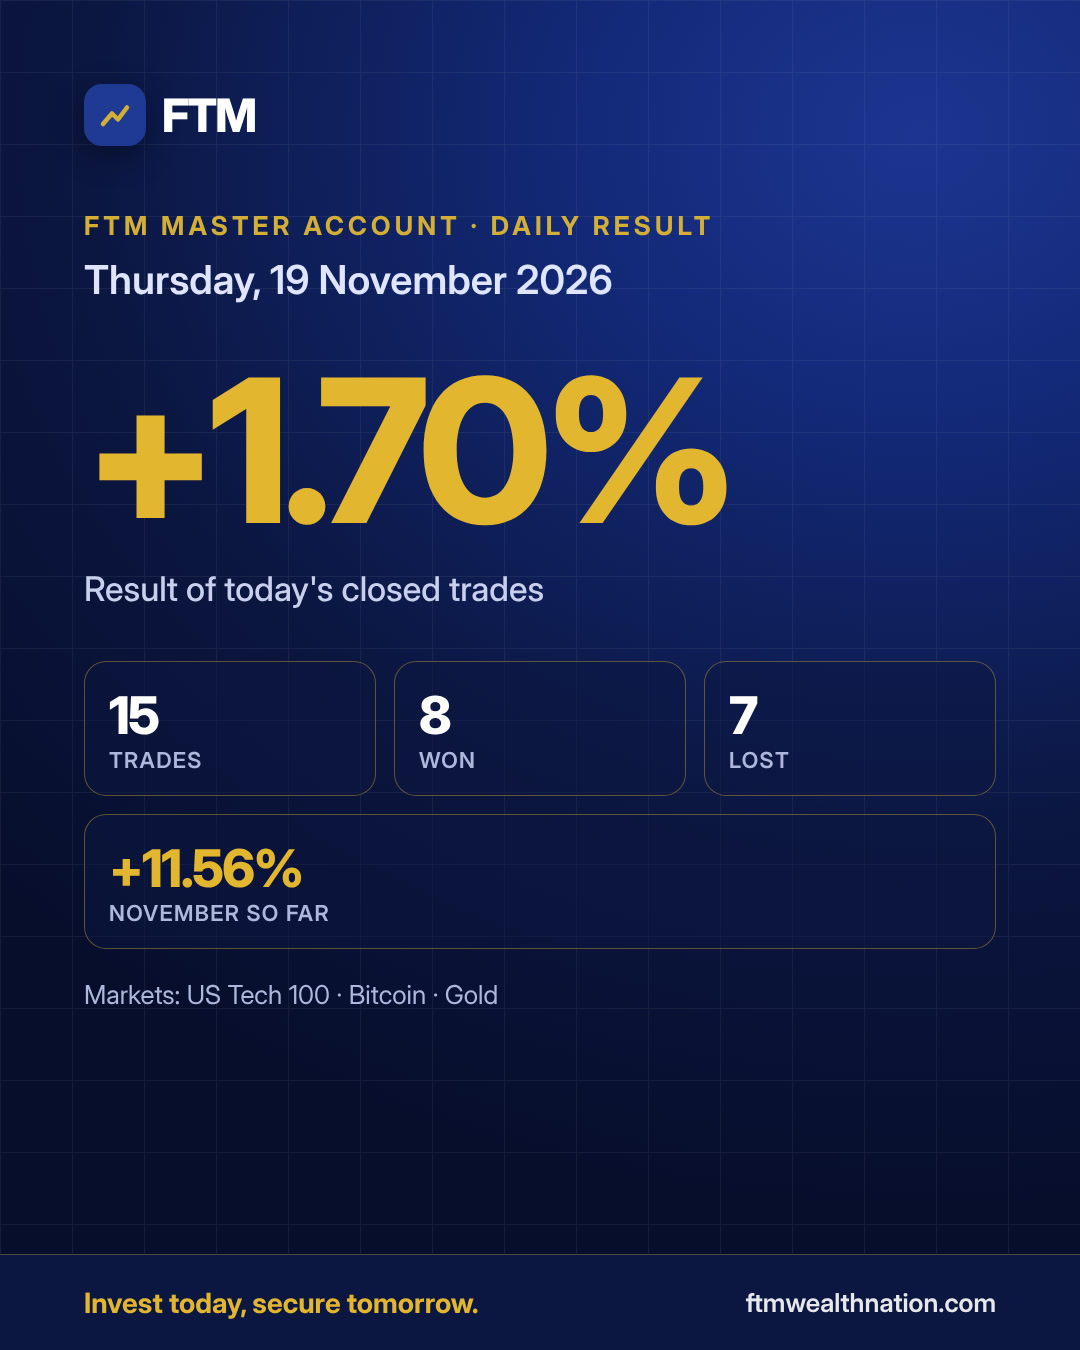 FTM
FTM MASTER ACCOUNT · DAILY RESULT
Thursday, 19 November 2026
+1.70%
Result of today's closed trades
15
TRADES
8
WON
7
LOST
+11.56%
NOVEMBER SO FAR
Markets: US Tech 100 · Bitcoin · Gold
Invest today, secure tomorrow.
ftmwealthnation.com